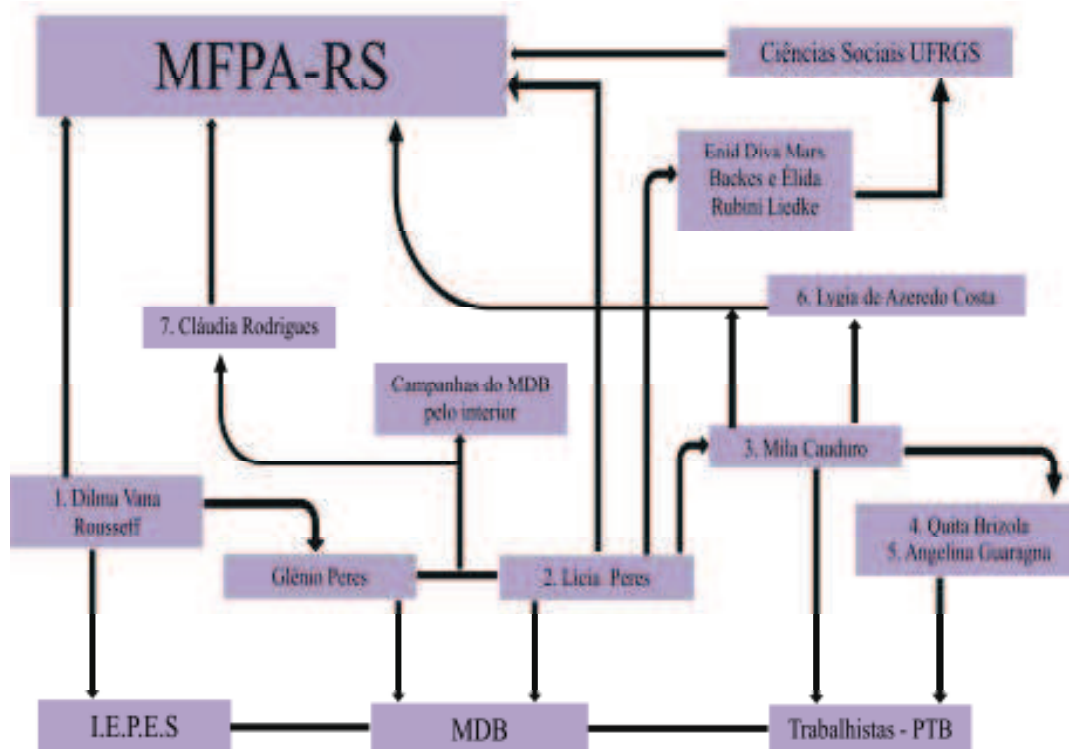 MFPA-RS
Ciências Sociais UFRGS
Enid Diva Marx
Backes e Élida
Rubini Liedke
6. Lygia de Azeredo Costa
7. Cláudia Rodrigues
Campanhas do MDB
pelo interior
3. Mila Cauduro
1. Dilma Vana
Rousseff
4. Quita Brizola
5. Angelina Guaragna
Glênio Peres
2. Licia Peres
I.E.P.E.S
MDB
Trabalhistas - PTB